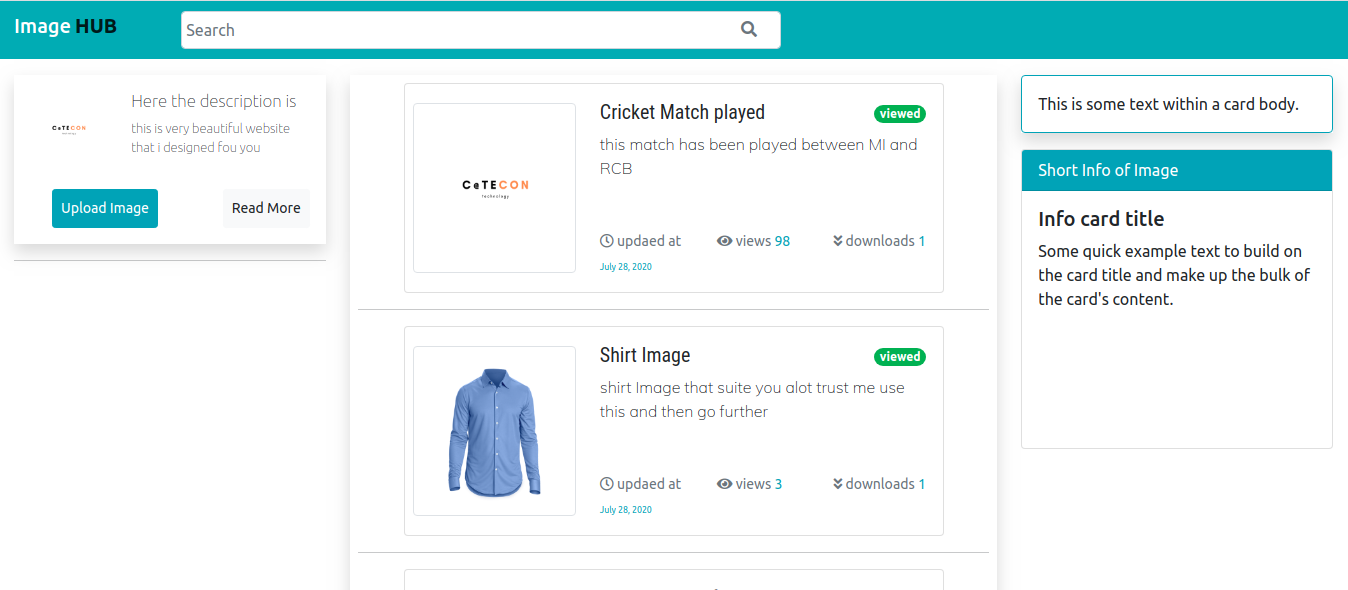 Image HUB
Search
CeTECON
technology
Here the description is
this is very beautiful website
that i designed fou you
Upload Image
Read More
CeTECON
technology
Cricket Match played
viewed
this match has been played between MI and
RCB
updaed at
views 98
downloads 1
July 28, 2020
Shirt Image
viewed
shirt Image that suite you alot trust me use
this and then go further
updaed at
views 3
downloads 1
July 28, 2020
This is some text within a card body.
Short Info of Image
Info card title
Some quick example text to build on
the card title and make up the bulk of
the card's content.